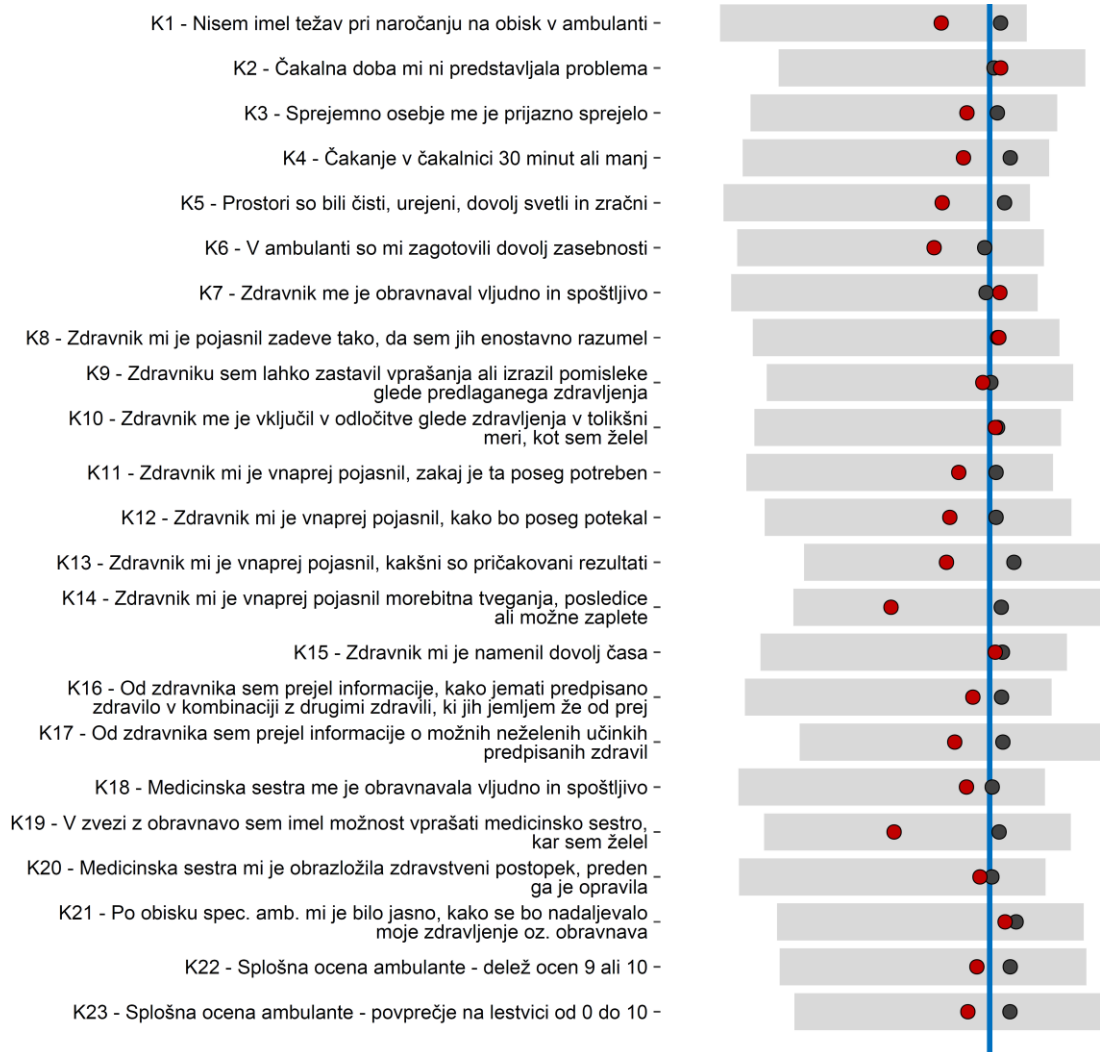 K1 - Nisem imel težav pri naročanju na obisk v ambulanti -
K2 - Čakalna doba mi ni predstavljala problema -
K3 - Sprejemno osebje me je prijazno sprejelo -
K4 - Čakanje v čakalnici 30 minut ali manj -
K5 - Prostori so bili čisti, urejeni, dovolj svetli in zračni -
K6 - V ambulanti so mi zagotovili dovolj zasebnosti -
K7 - Zdravnik me je obravnaval vljudno in spoštljivo -
K8 - Zdravnik mi je pojasnil zadeve tako, da sem jih enostavno razumel -
K9 - Zdravniku sem lahko zastavil vprašanja ali izrazil pomisleke -
glede predlaganega zdravljenja
K10 - Zdravnik me je vključil v odločitve glede zdravljenja v tolikšni -
meri, kot sem želel
K11 - Zdravnik mi je vnaprej pojasnil, zakaj je ta poseg potreben -
K12 - Zdravnik mi je vnaprej pojasnil, kako bo poseg potekal -
K13 - Zdravnik mi je vnaprej pojasnil, kakšni so pričakovani rezultati -
K14 - Zdravnik mi je vnaprej pojasnil morebitna tveganja, posledice -
ali možne zaplete
K15 - Zdravnik mi je namenil dovolj časa -
K16 - Od zdravnika sem prejel informacije, kako jemati predpisano -
zdravilo v kombinaciji z drugimi zdravili, ki jih jemljem že od prej
K17 - Od zdravnika sem prejel informacije o možnih neželenih učinkih -
predpisanih zdravil
K18 - Medicinska sestra me je obravnavala vljudno in spoštljivo -
K19 - V zvezi z obravnavo sem imel možnost vprašati medicinsko sestro, -
kar sem želel
K20 - Medicinska sestra mi je obrazložila zdravstveni postopek, preden -
ga je opravila
K21 - Po obisku spec. amb. mi je bilo jasno, kako se bo nadaljevalo -
moje zdravljenje oz. obravnava
K22 - Splošna ocena ambulante - delež ocen 9 ali 10 -
K23 - Splošna ocena ambulante - povprečje na lestvici od 0 do 10 -